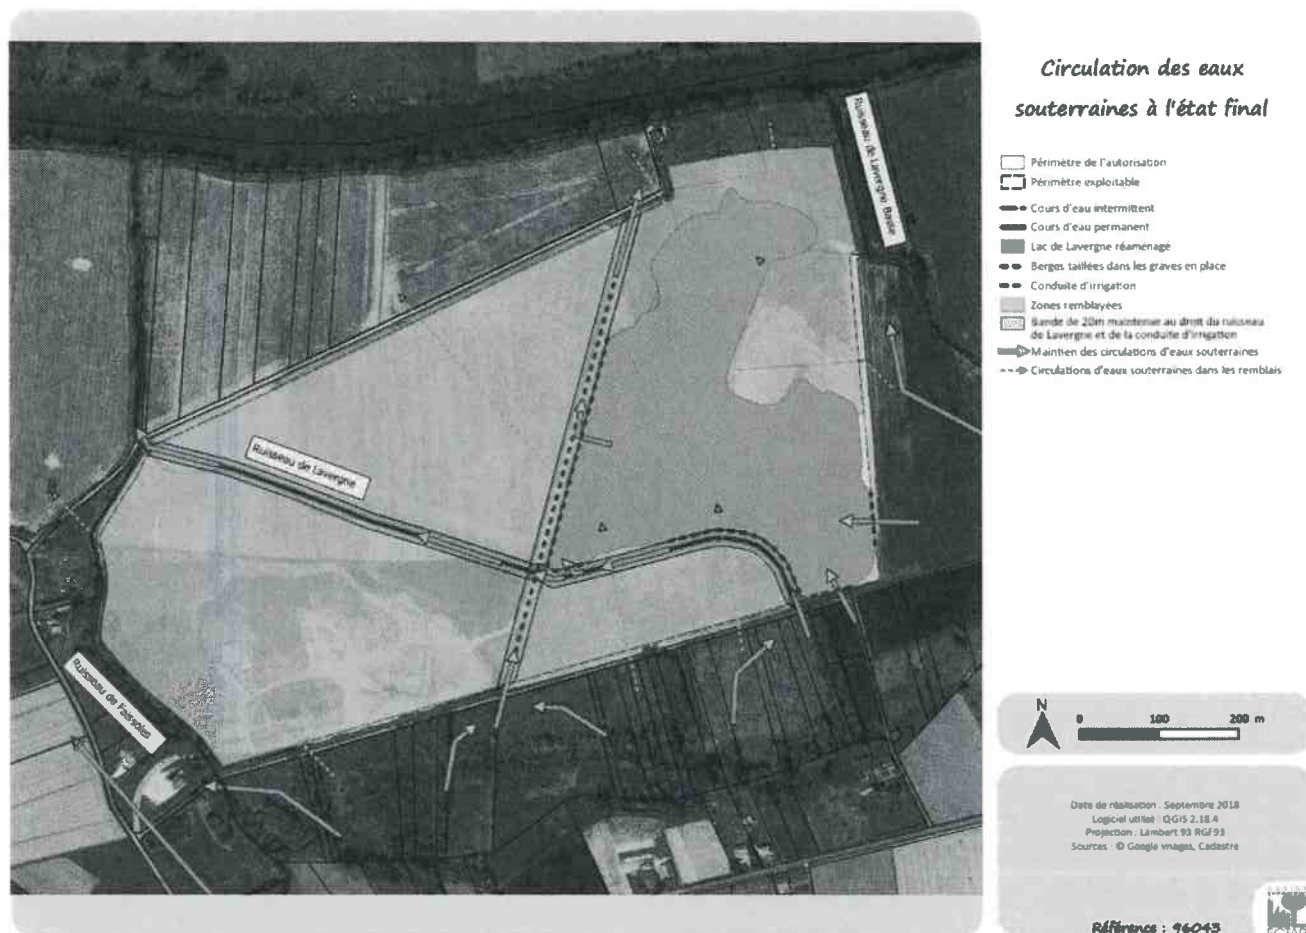 Circulation des eaux
souterraines à l'état final
Périmètre de l'autorisation
Périmètre exploitable
Cours d'eau intermittent
Cours d'eau permanent
Lac de Lavergne réaménagé
Berges taillées dans les graves en place
Conduite d'irrigation
Zones remblayées
Bande de 20m maintenue au droit du ruisseau
de Lavergne et de la conduite d'irrigation
Maintien des circulations d'eaux souterraines
Circulations d'eaux souterraines dans les remblais
Ruisseau de Lavergne Basse
Ruisseau de Lavergne
Ruisseau de
N
0 100 200 m
Date de réalisation : Septembre 2018
Logiciel utilisé : QGIS 2.18.4
Projection : Lambert 93 RGF93
Sources : © Google images, Cadastre
Référence : 96043